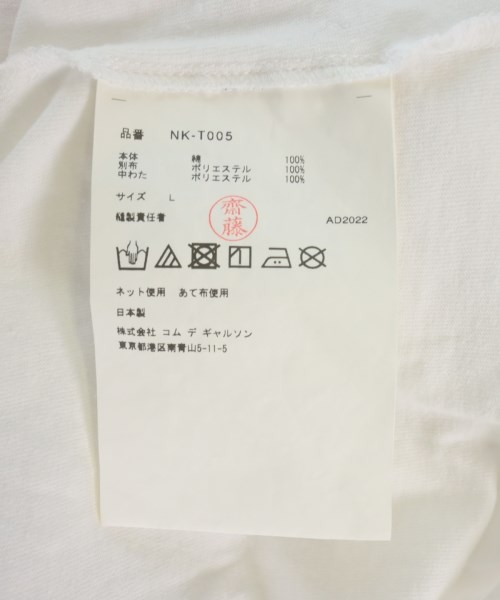 品番 NK-T005
本体 綿 100%
別布 ポリエステル 100%
中わた ポリエステル 100%
サイズ L
縫製責任者 齋藤 AD2022
ネット使用 あて布使用
日本製
株式会社 コム デ ギャルソン
東京都港区南青山5-11-5